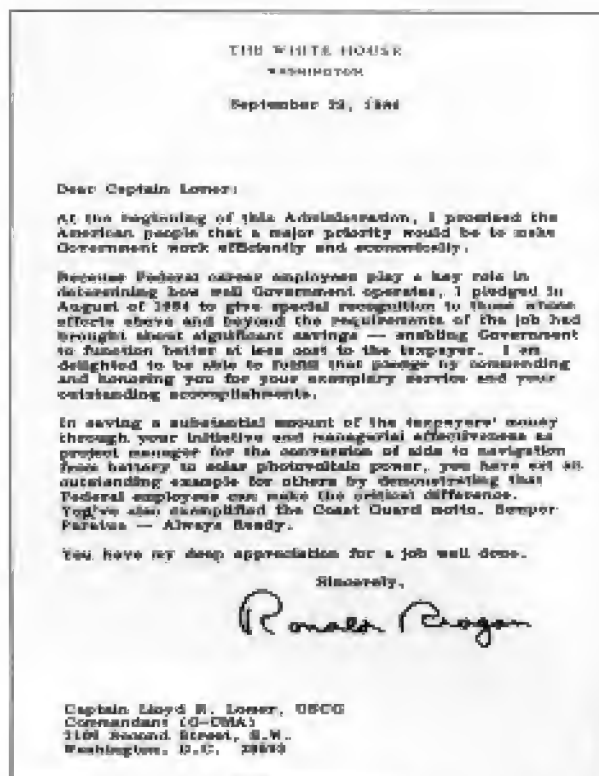 THE WHITE HOUSE
WASHINGTON
September
Dear Captain Lomer:
At the beginning of this Administration, I promised the
American people that a major priority would be to make
Government work efficiently and economically.
Because Federal career employees play a key role in
determining how well Government operates, I pledged in
August of 1984 to give special recognition to those whose
efforts above and beyond the requirements of the job had
brought about significant savings -- enabling Government
to function better at less cost to the taxpayer. I am
delighted to be able to fulfill that pledge by commending
and honoring you for your exemplary service and your
outstanding accomplishments.
In saving a substantial amount of the taxpayers' money
through your initiative and managerial effectiveness as
project manager for the conversion of aids to navigation
from battery to solar photovoltaic power, you have set an
outstanding example for others by demonstrating that
Federal employees can make the critical difference.
You've also exemplified the Coast Guard motto, Semper
Paratus -- Always Ready.
You have my deep appreciation for a job well done.
Sincerely,
Ronald Reagan
Captain Lloyd R. Lomer, USCG
Commandant (G-CMA)
Second Street, S.W.
Washington, D.C.